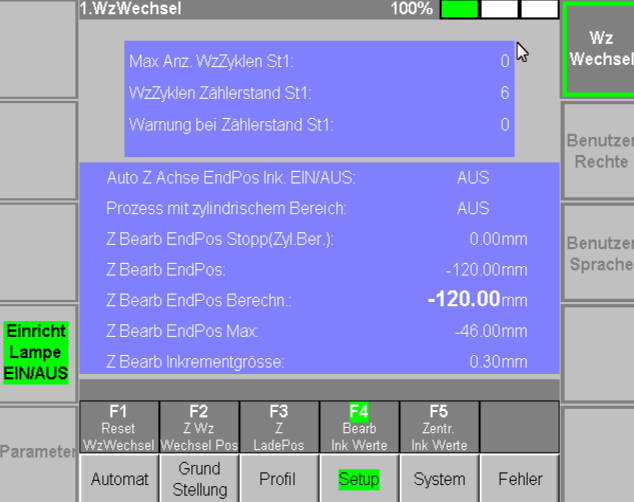 1.WzWechsel 100%
Wz
Wechsel
Max Anz. WzZyklen St1: 0
WzZyklen Zählerstand St1: 6
Warnung bei Zählerstand St1: 0
Benutzer
Rechte
Auto Z Achse EndPos Ink. EIN/AUS: AUS
Prozess mit zylindrischem Bereich: AUS
Z Bearb EndPos Stopp(Zyl.Ber.): 0.00mm
Benutzer
Sprache
Z Bearb EndPos: -120.00mm
Z Bearb EndPos Berechn.: -120.00mm
Z Bearb EndPos Max: -46.00mm
Z Bearb Inkrementgrösse: 0.30mm
Einricht
Lampe
EIN/AUS
F1 F2 F3 F4 F5
Reset Z Wz Z Bearb Zentr.
WzWechsel Wechsel Pos LadePos Ink Werte Ink Werte
Parameter
Automat Grund
Stellung Profil Setup System Fehler